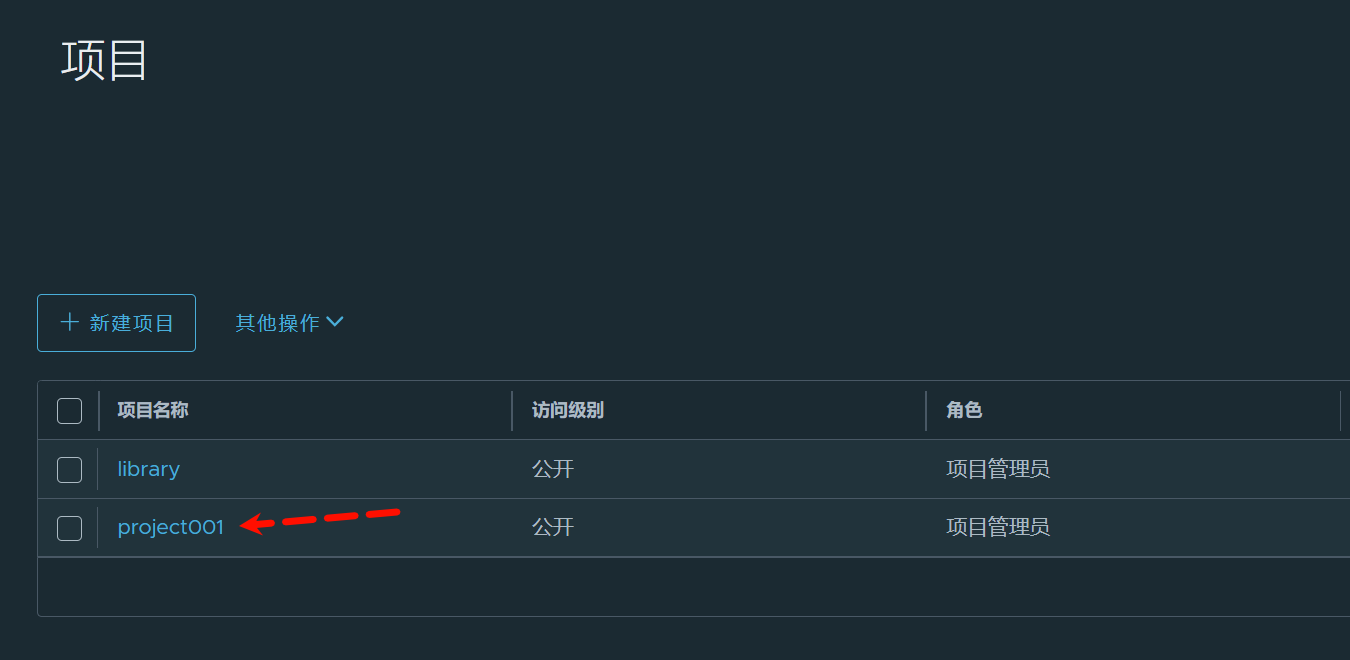 项目
新建项目 其他操作
项目名称 访问级别 角色
library 公开 项目管理员
project001 公开 项目管理员